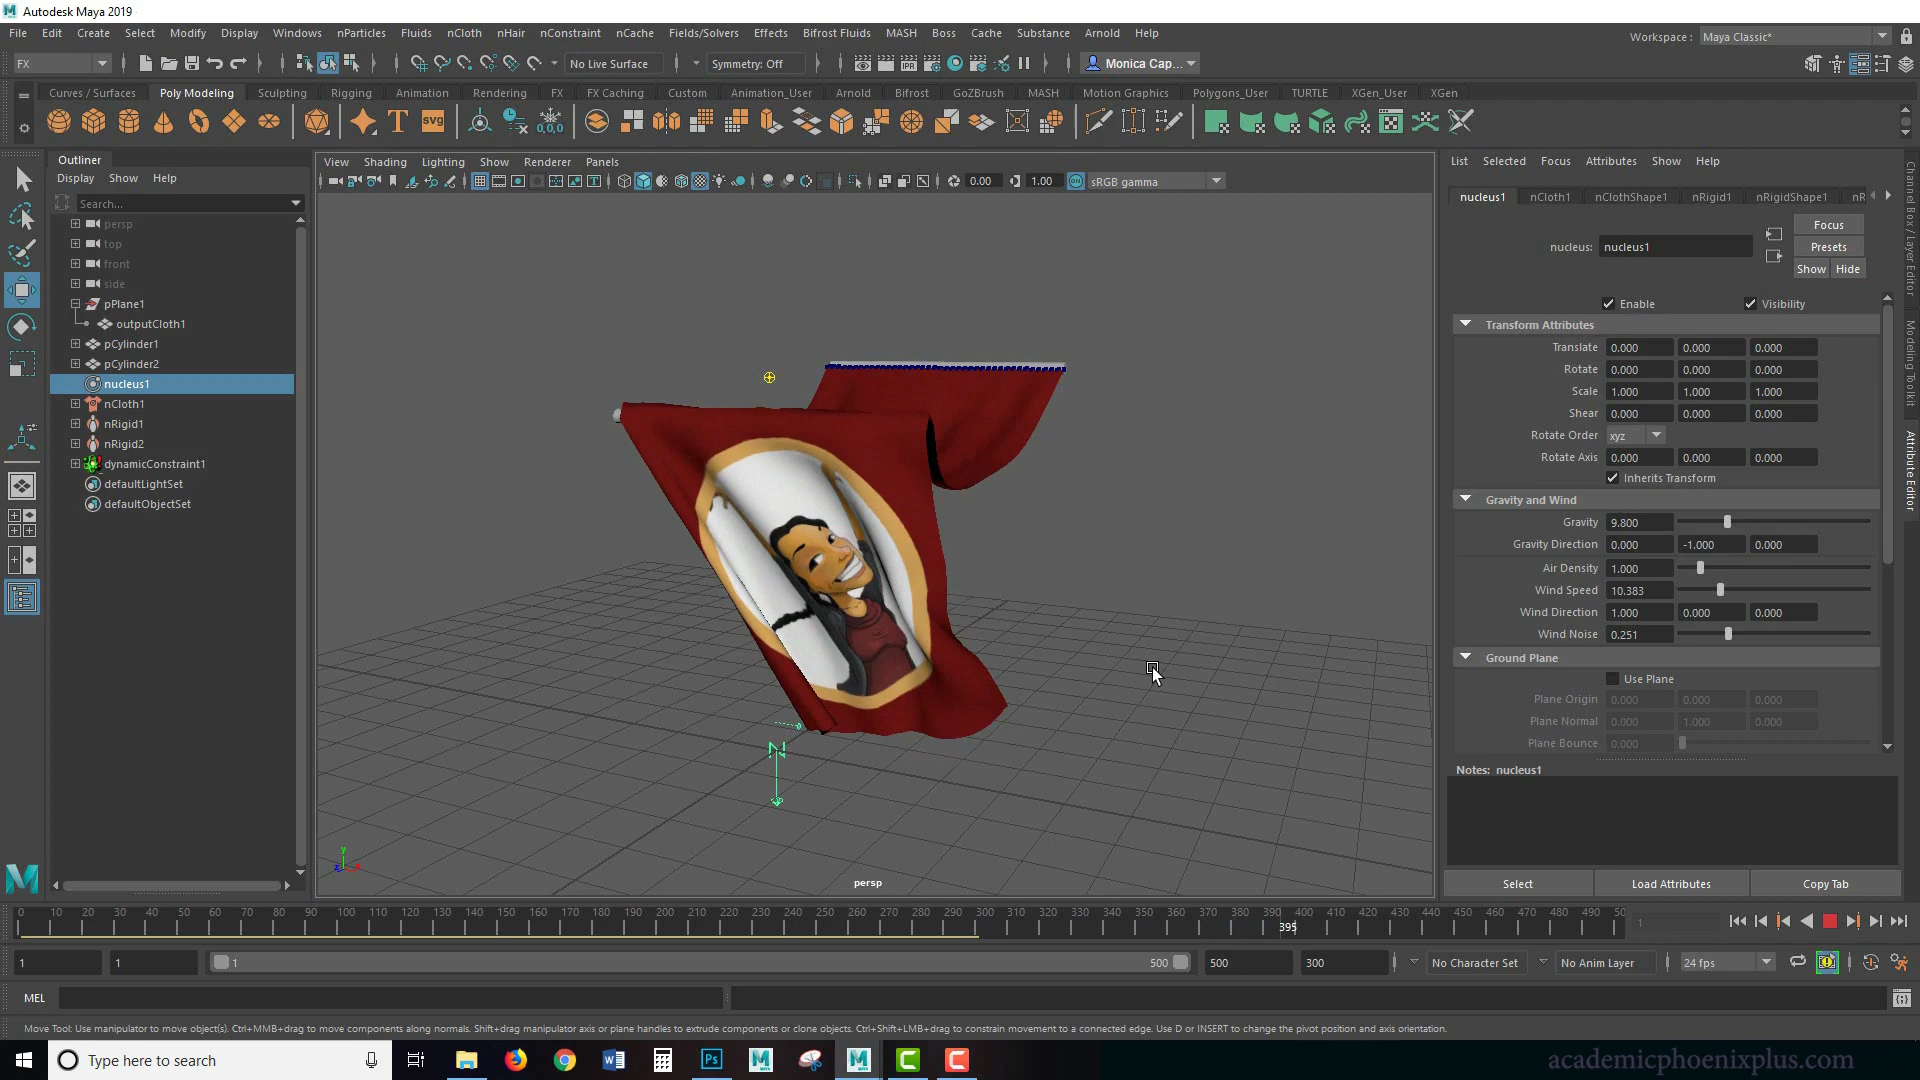 Autodesk Maya 2019
File Edit Create Select Modify Display Windows nParticles Fluids nCloth nHair nConstraint nCache Fields/Solvers Effects Bifrost Fluids MASH Boss Cache Substance Arnold Help
Workspace : Maya Classic*
FX No Live Surface Symmetry: Off Monica Cap...
Curves / Surfaces Poly Modeling Sculpting Rigging Animation Rendering FX FX Caching Custom Animation_User Arnold Bifrost GoZBrush MASH Motion Graphics Polygons_User TURTLE XGen_User XGen
T SVG 0,0,0
Outliner
Display Show Help
Search...
persp
top
front
side
pPlane1
outputCloth1
pCylinder1
pCylinder2
nucleus1
nCloth1
nRigid1
nRigid2
dynamicConstraint1
defaultLightSet
defaultObjectSet
View Shading Lighting Show Renderer Panels
0.00 1.00 sRGB gamma
N
y
persp
List Selected Focus Attributes Show Help
nucleus1 nCloth1 nClothShape1 nRigid1 nRigidShape1 nR
nucleus: nucleus1
Focus
Presets
Show Hide
Enable Visibility
Transform Attributes
Translate 0.000 0.000 0.000
Rotate 0.000 0.000 0.000
Scale 1.000 1.000 1.000
Shear 0.000 0.000 0.000
Rotate Order xyz
Rotate Axis 0.000 0.000 0.000
Inherits Transform
Gravity and Wind
Gravity 9.800
Gravity Direction 0.000 -1.000 0.000
Air Density 1.000
Wind Speed 10.383
Wind Direction 1.000 0.000 0.000
Wind Noise 0.251
Ground Plane
Use Plane
Plane Origin 0.000 0.000 0.000
Plane Normal 0.000 1.000 0.000
Plane Bounce 0.000
Notes: nucleus1
Select Load Attributes Copy Tab
Channel Box / Layer Editor
Modeling Toolkit
Attribute Editor
0 10 20 30 40 50 60 70 80 90 100 110 120 130 140 150 160 170 180 190 200 210 220 230 240 250 260 270 280 290 300 310 320 330 340 350 360 370 380 390 400 410 420 430 440 450 460 470 480 490 50
395
1
1 1 1 500 500 300 No Character Set No Anim Layer 24 fps
MEL
Move Tool: Use manipulator to move object(s). Ctrl+MMB+drag to move components along normals. Shift+drag manipulator axis or plane handles to extrude components or clone objects. Ctrl+Shift+LMB+drag to constrain movement to a connected edge. Use D or INSERT to change the pivot position and axis orientation.
Type here to search
academicphoenixplus.com